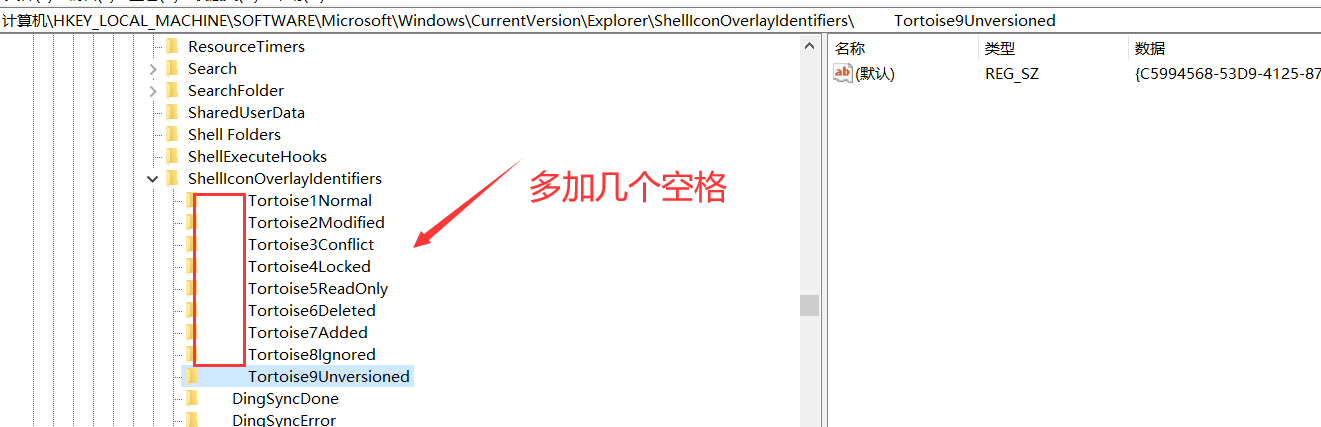 计算机\HKEY_LOCAL_MACHINE\SOFTWARE\Microsoft\Windows\CurrentVersion\Explorer\ShellIconOverlayIdentifiers\ Tortoise9Unversioned
ResourceTimers
Search
SearchFolder
SharedUserData
Shell Folders
ShellExecuteHooks
ShellIconOverlayIdentifiers
Tortoise1Normal
Tortoise2Modified
Tortoise3Conflict
Tortoise4Locked
Tortoise5ReadOnly
Tortoise6Deleted
Tortoise7Added
Tortoise8Ignored
Tortoise9Unversioned
DingSyncDone
DingSyncError
多加几个空格
名称 类型 数据
ab (默认) REG_SZ {C5994568-53D9-4125-87